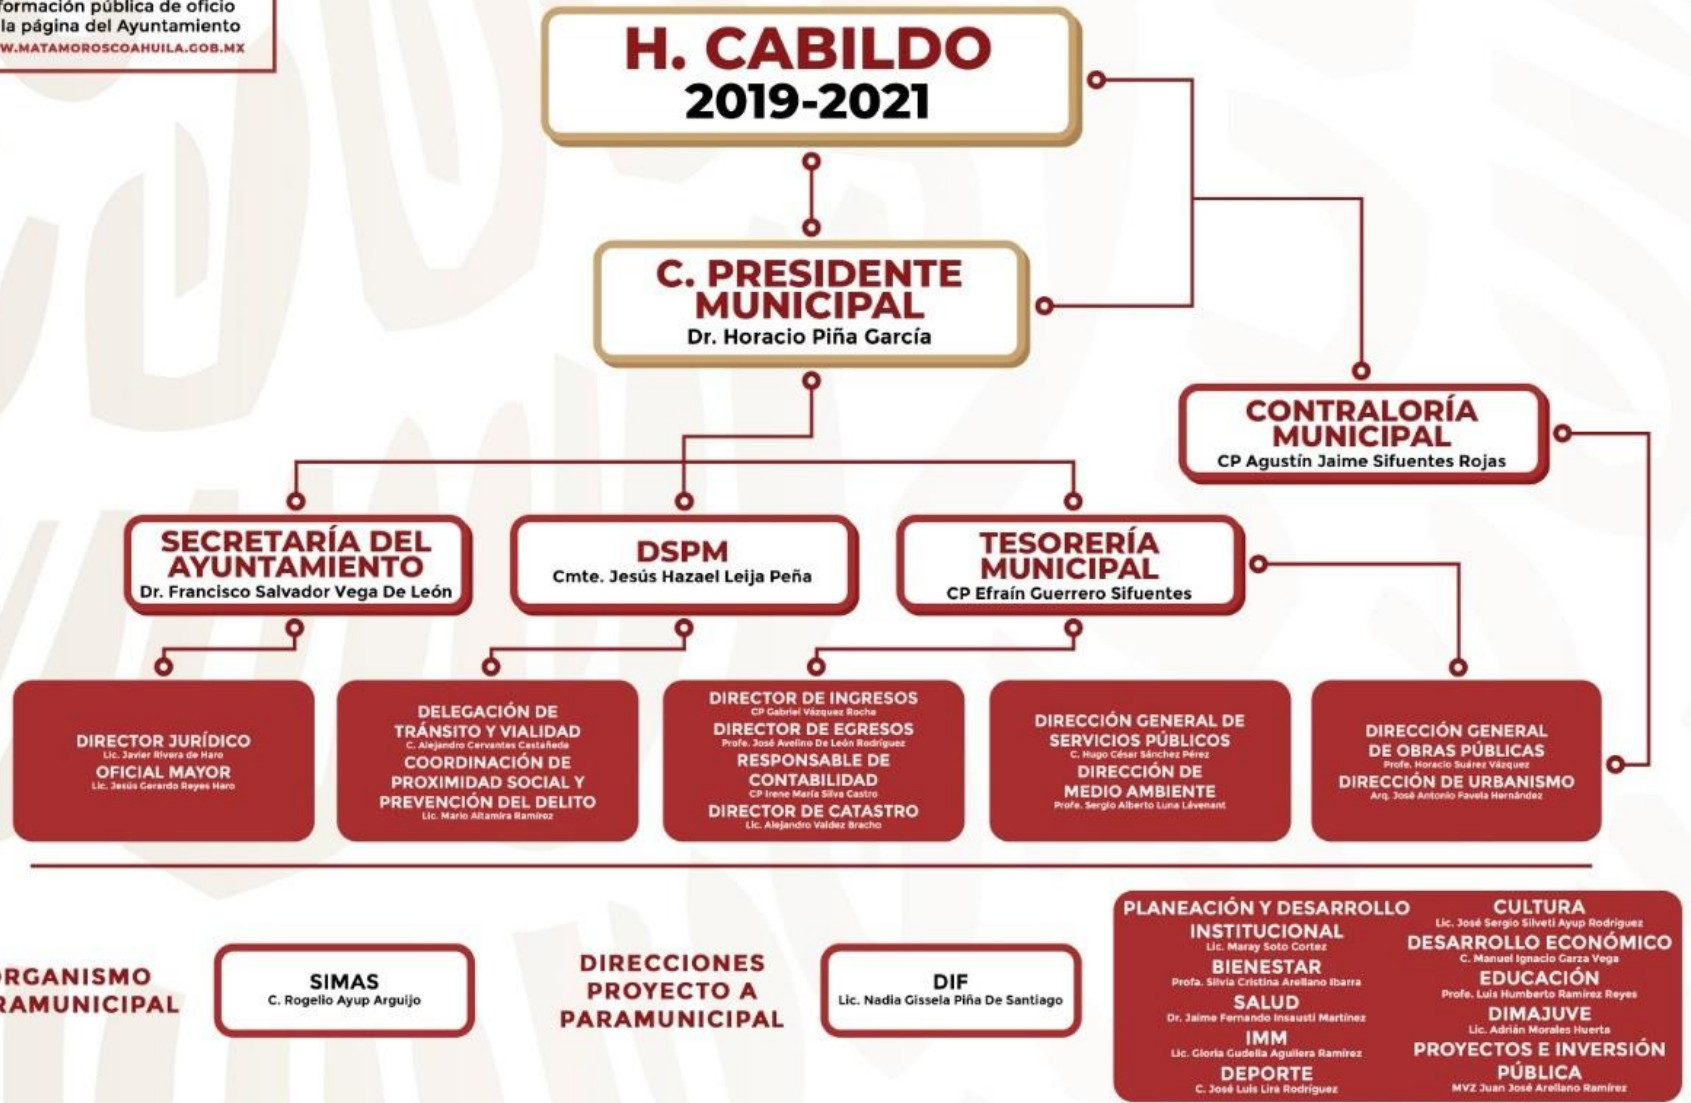 formación pública de oficio
la página del Ayuntamiento
W.MATAMOROSCOAHUILA.GOB.MX
H. CABILDO
2019-2021
C. PRESIDENTE
MUNICIPAL
Dr. Horacio Piña García
CONTRALORÍA
MUNICIPAL
CP Agustín Jaime Sifuentes Rojas
SECRETARÍA DEL
AYUNTAMIENTO
Dr. Francisco Salvador Vega De León
DSPM
Cmte. Jesús Hazael Leija Peña
TESORERÍA
MUNICIPAL
CP Efraín Guerrero Sifuentes
DIRECTOR JURÍDICO
Lic. Javier Rivera de Haro
OFICIAL MAYOR
Lic. Jesús Gerardo Reyes Haro
DELEGACIÓN DE
TRÁNSITO Y VIALIDAD
C. Alejandro Cervantes Castañeda
COORDINACIÓN DE
PROXIMIDAD SOCIAL Y
PREVENCIÓN DEL DELITO
Lic. Mario Altamira Ramírez
DIRECTOR DE INGRESOS
CP Gabriel Vázquez Rocha
DIRECTOR DE EGRESOS
Profe. José Avelino De León Rodríguez
RESPONSABLE DE
CONTABILIDAD
CP Irene María Silva Castro
DIRECTOR DE CATASTRO
Lic. Alejandro Valdez Bracho
DIRECCIÓN GENERAL DE
SERVICIOS PÚBLICOS
C. Hugo César Sánchez Pérez
DIRECCIÓN DE
MEDIO AMBIENTE
Profe. Sergio Alberto Luna Lévenant
DIRECCIÓN GENERAL
DE OBRAS PÚBLICAS
Profe. Horacio Suárez Vázquez
DIRECCIÓN DE URBANISMO
Arq. José Antonio Favela Hernández
ORGANISMO
RAMUNICIPAL
SIMAS
C. Rogelio Ayup Arguijo
DIRECCIONES
PROYECTO A
PARAMUNICIPAL
DIF
Lic. Nadia Gissela Piña De Santiago
PLANEACIÓN Y DESARROLLO
INSTITUCIONAL
Lic. Maray Soto Cortez
BIENESTAR
Profa. Silvia Cristina Arellano Ibarra
SALUD
Dr. Jaime Fernando Insausti Martínez
IMM
Lic. Gloria Gudelia Aguilera Ramírez
DEPORTE
C. José Luis Lira Rodríguez
CULTURA
Lic. José Sergio Silveti Ayup Rodriguez
DESARROLLO ECONÓMICO
C. Manuel Ignacio Garza Vega
EDUCACIÓN
Profe. Luis Humberto Ramírez Reyes
DIMAJUVE
Lic. Adrián Morales Huerta
PROYECTOS E INVERSIÓN
PÚBLICA
MVZ Juan José Arellano Ramírez